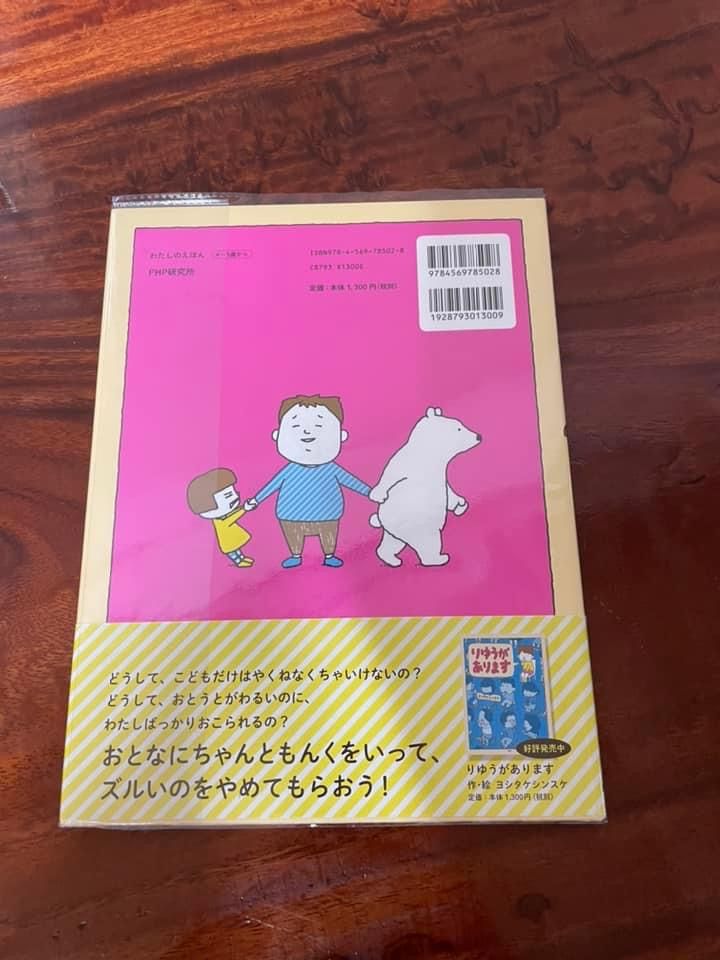 わたしのえほん 4~5歳から
PHP研究所
ISBN978-4-569-78502-8
C8793 ¥1300E
定価:本体1,300円(税別)
9784569785028
1928793013009
どうして、こどもだけはやくねなくちゃいけないの?
どうして、おとうとがわるいのに、
わたしばっかりおこられるの?
おとなにちゃんともんくをいって、
ズルいのをやめてもらおう!
りゆうが
あります
好評発売中
りゆうがあります
作・絵 ヨシタケシンスケ
定価:本体1,300円(税別)